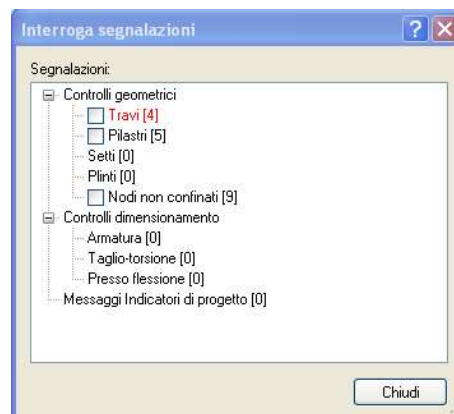 Interroga segnalazioni
Segnalazioni:
Controlli geometrici
Travi [4]
Pilastri [5]
Setti [0]
Plinti [0]
Nodi non confinati [9]
Controlli dimensionamento
Armatura [0]
Taglio-torsione [0]
Presso flessione [0]
Messaggi Indicatori di progetto [0]
Chiudi